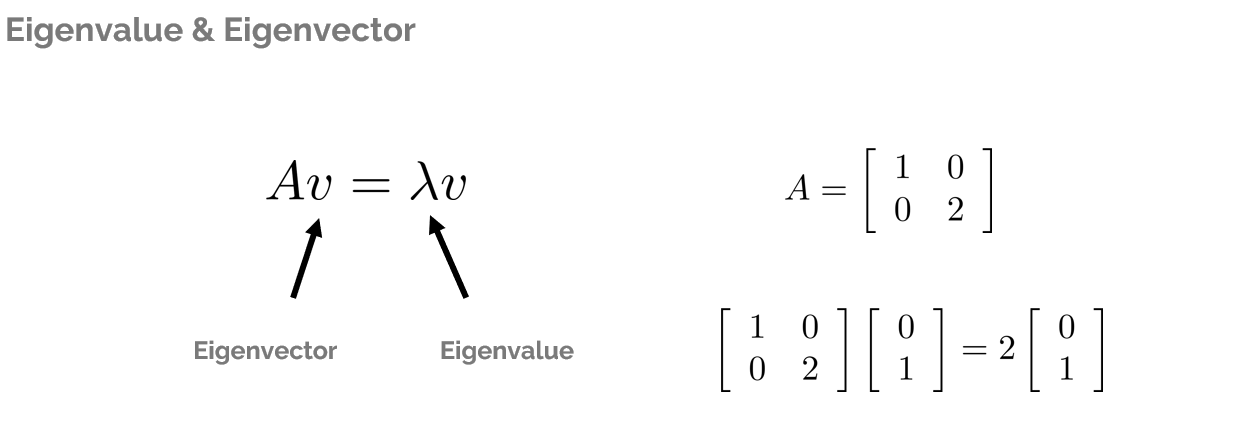 Eigenvalue & Eigenvector
Av = λv
Eigenvector
Eigenvalue
A = [ 1 0
0 2 ]
[ 1 0 ] [ 0 ] = 2 [ 0 ]
[ 0 2 ] [ 1 ] [ 1 ]